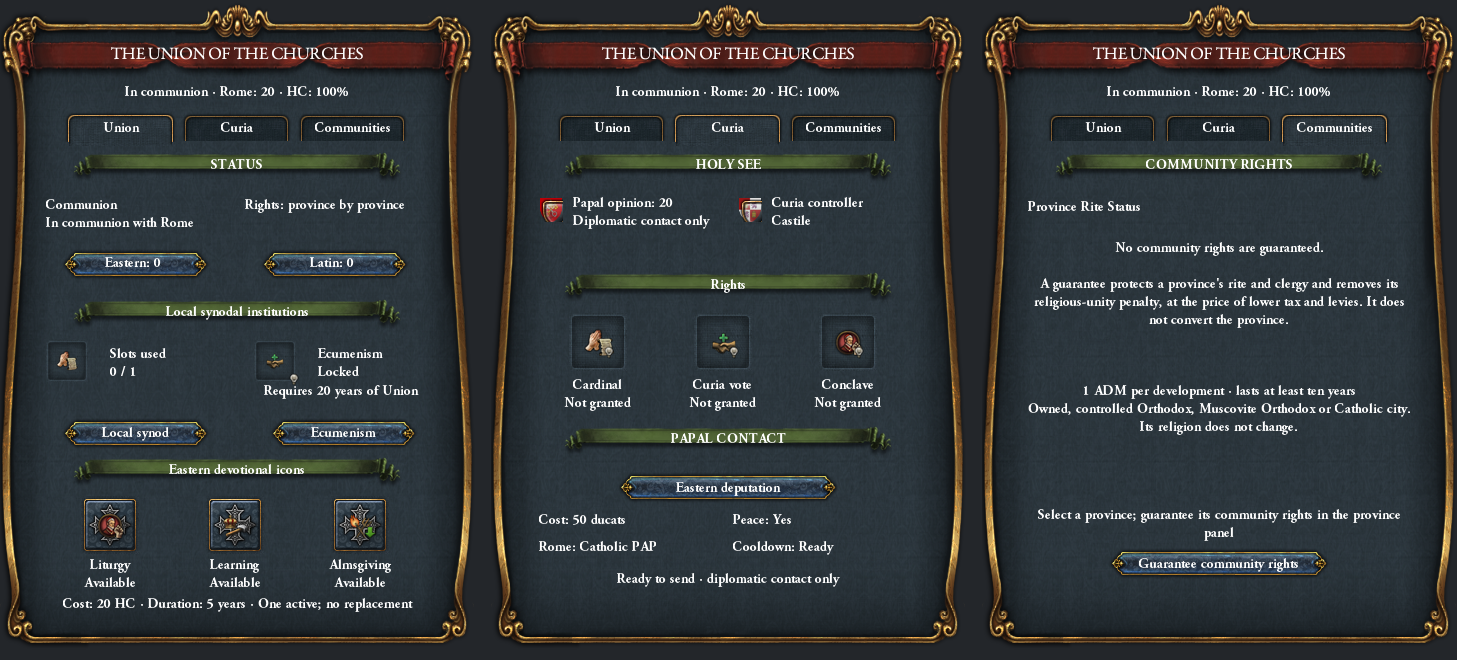 THE UNION OF THE CHURCHES
In communion · Rome: 20 · HC: 100%
Union
Curia
Communities
STATUS
Communion
In communion with Rome
Rights: province by province
Eastern: 0
Latin: 0
Local synodal institutions
Slots used
0 / 1
Ecumenism
Locked
Requires 20 years of Union
Local synod
Ecumenism
Eastern devotional icons
Liturgy
Available
Learning
Available
Almsgiving
Available
Cost: 20 HC · Duration: 5 years · One active; no replacement
THE UNION OF THE CHURCHES
In communion · Rome: 20 · HC: 100%
Union
Curia
Communities
HOLY SEE
Papal opinion: 20
Diplomatic contact only
Curia controller
Castile
Rights
Cardinal
Not granted
Curia vote
Not granted
Conclave
Not granted
PAPAL CONTACT
Eastern deputation
Cost: 50 ducats
Peace: Yes
Rome: Catholic PAP
Cooldown: Ready
Ready to send · diplomatic contact only
THE UNION OF THE CHURCHES
In communion · Rome: 20 · HC: 100%
Union
Curia
Communities
COMMUNITY RIGHTS
Province Rite Status
No community rights are guaranteed.
A guarantee protects a province's rite and clergy and removes its
religious-unity penalty, at the price of lower tax and levies. It does
not convert the province.
1 ADM per development · lasts at least ten years
Owned, controlled Orthodox, Muscovite Orthodox or Catholic city.
Its religion does not change.
Select a province; guarantee its community rights in the province
panel
Guarantee community rights